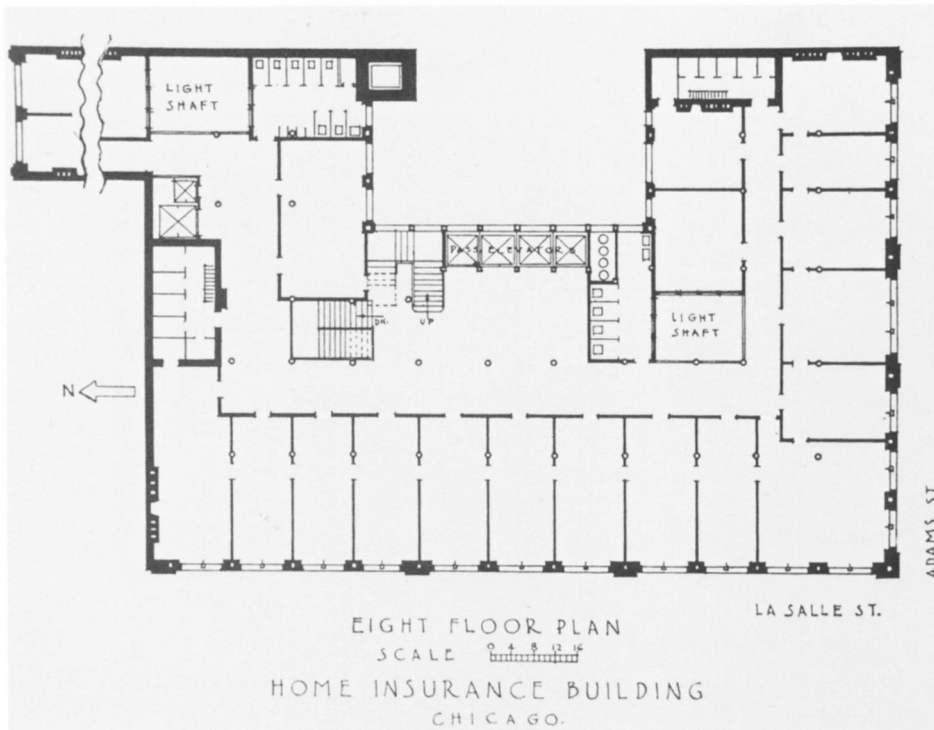 LIGHT
SHAFT
PASS. ELEVATORS
LIGHT
SHAFT
DN.
UP
N
ADAMS ST.
LA SALLE ST.
EIGHT FLOOR PLAN
SCALE 0 4 8 12 16
HOME INSURANCE BUILDING
CHICAGO.